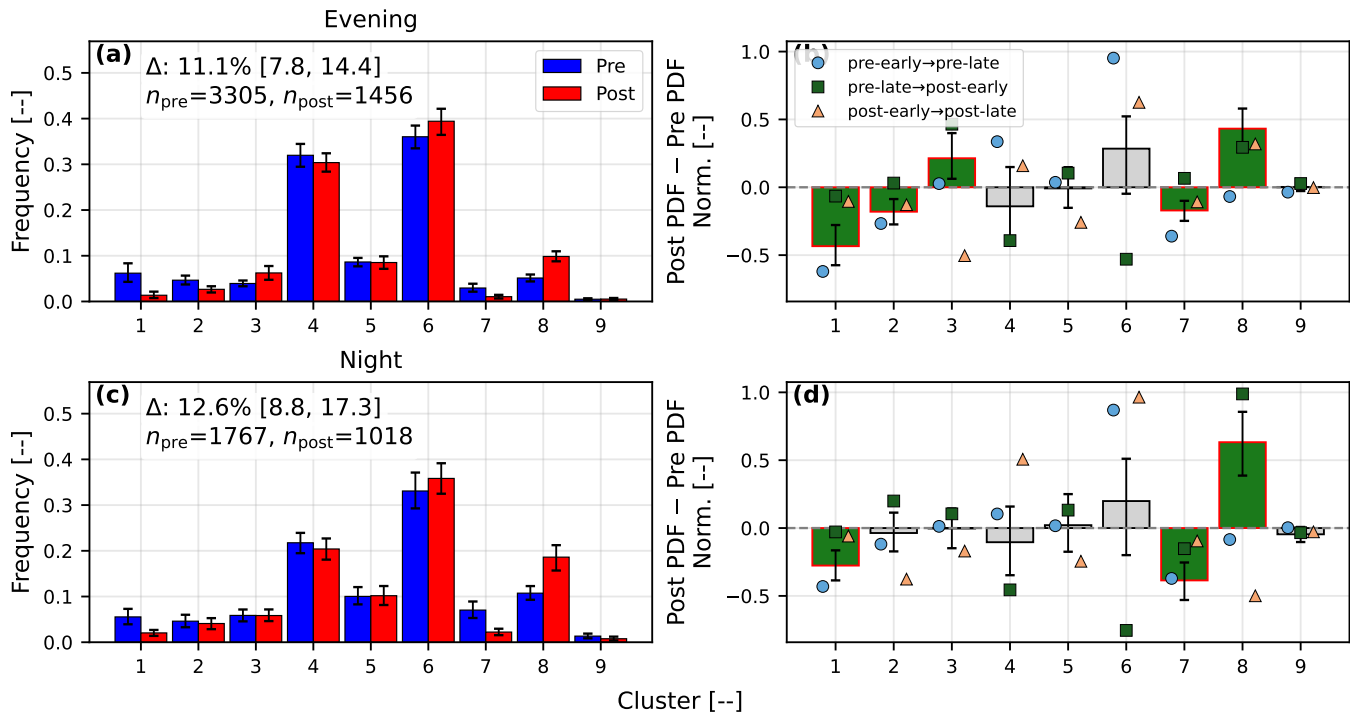 Evening
(a)
Δ: 11.1% [7.8, 14.4]
n_pre=3305, n_post=1456
Pre
Post
Frequency [--]
0.5
0.4
0.3
0.2
0.1
0.0
1 2 3 4 5 6 7 8 9
(b)
pre-early→pre-late
pre-late→post-early
post-early→post-late
Post PDF − Pre PDF
Norm. [--]
1.0
0.5
0.0
−0.5
1 2 3 4 5 6 7 8 9
Night
(c)
Δ: 12.6% [8.8, 17.3]
n_pre=1767, n_post=1018
Frequency [--]
0.5
0.4
0.3
0.2
0.1
0.0
1 2 3 4 5 6 7 8 9
(d)
Post PDF − Pre PDF
Norm. [--]
1.0
0.5
0.0
−0.5
1 2 3 4 5 6 7 8 9
Cluster [--]